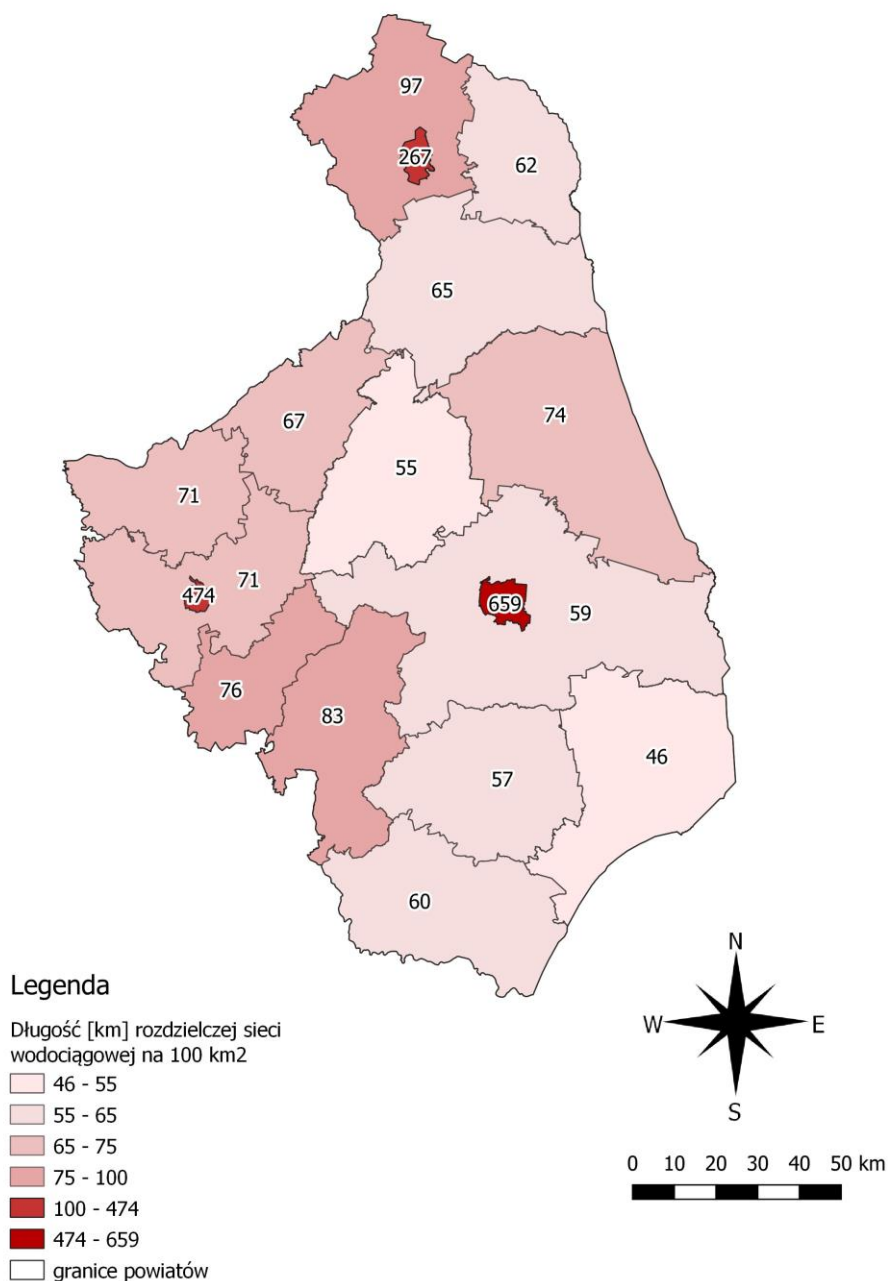 97
267
62
65
67
74
55
71
71
474
659
59
76
83
46
57
60
Legenda
Długość [km] rozdzielczej sieci
wodociągowej na 100 km2
46 - 55
55 - 65
65 - 75
75 - 100
100 - 474
474 - 659
granice powiatów
N
W E
S
0 10 20 30 40 50 km